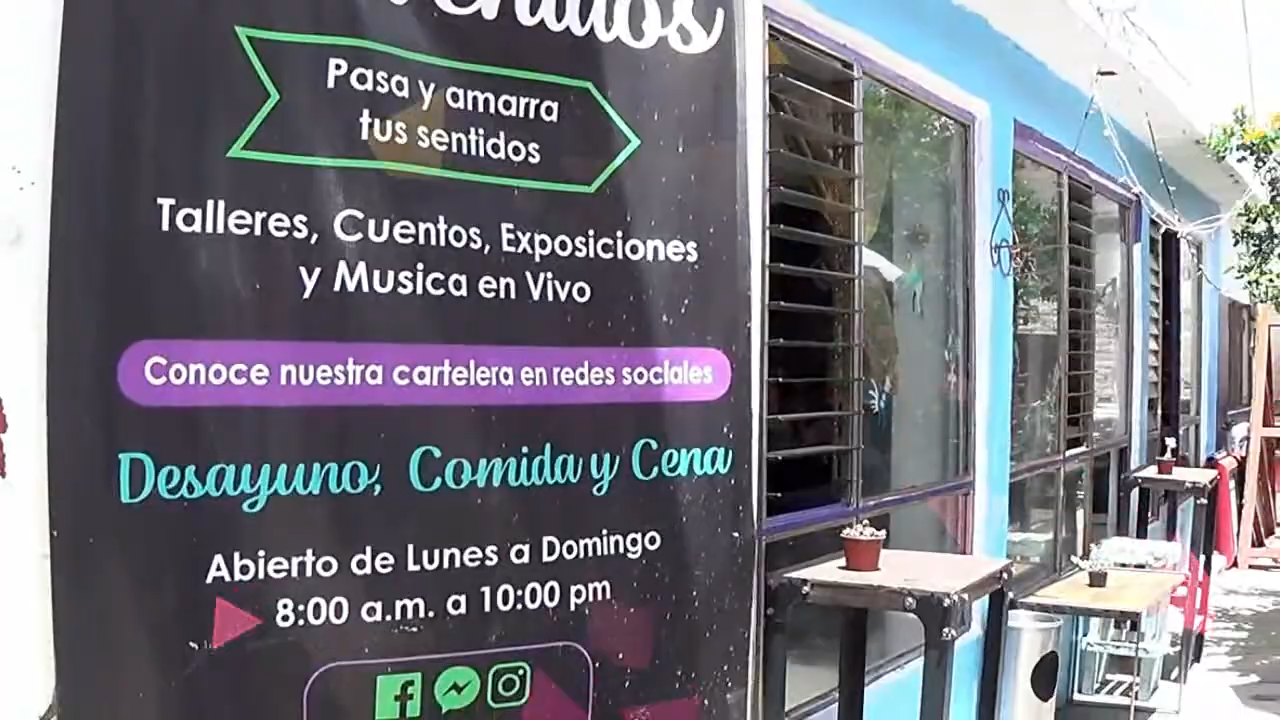 Pasa y amarra
tus sentidos
Talleres, Cuentos, Exposiciones
y Musica en Vivo
Conoce nuestra cartelera en redes sociales
Desayuno, Comida y Cena
Abierto de Lunes a Domingo
8:00 a.m. a 10:00 pm